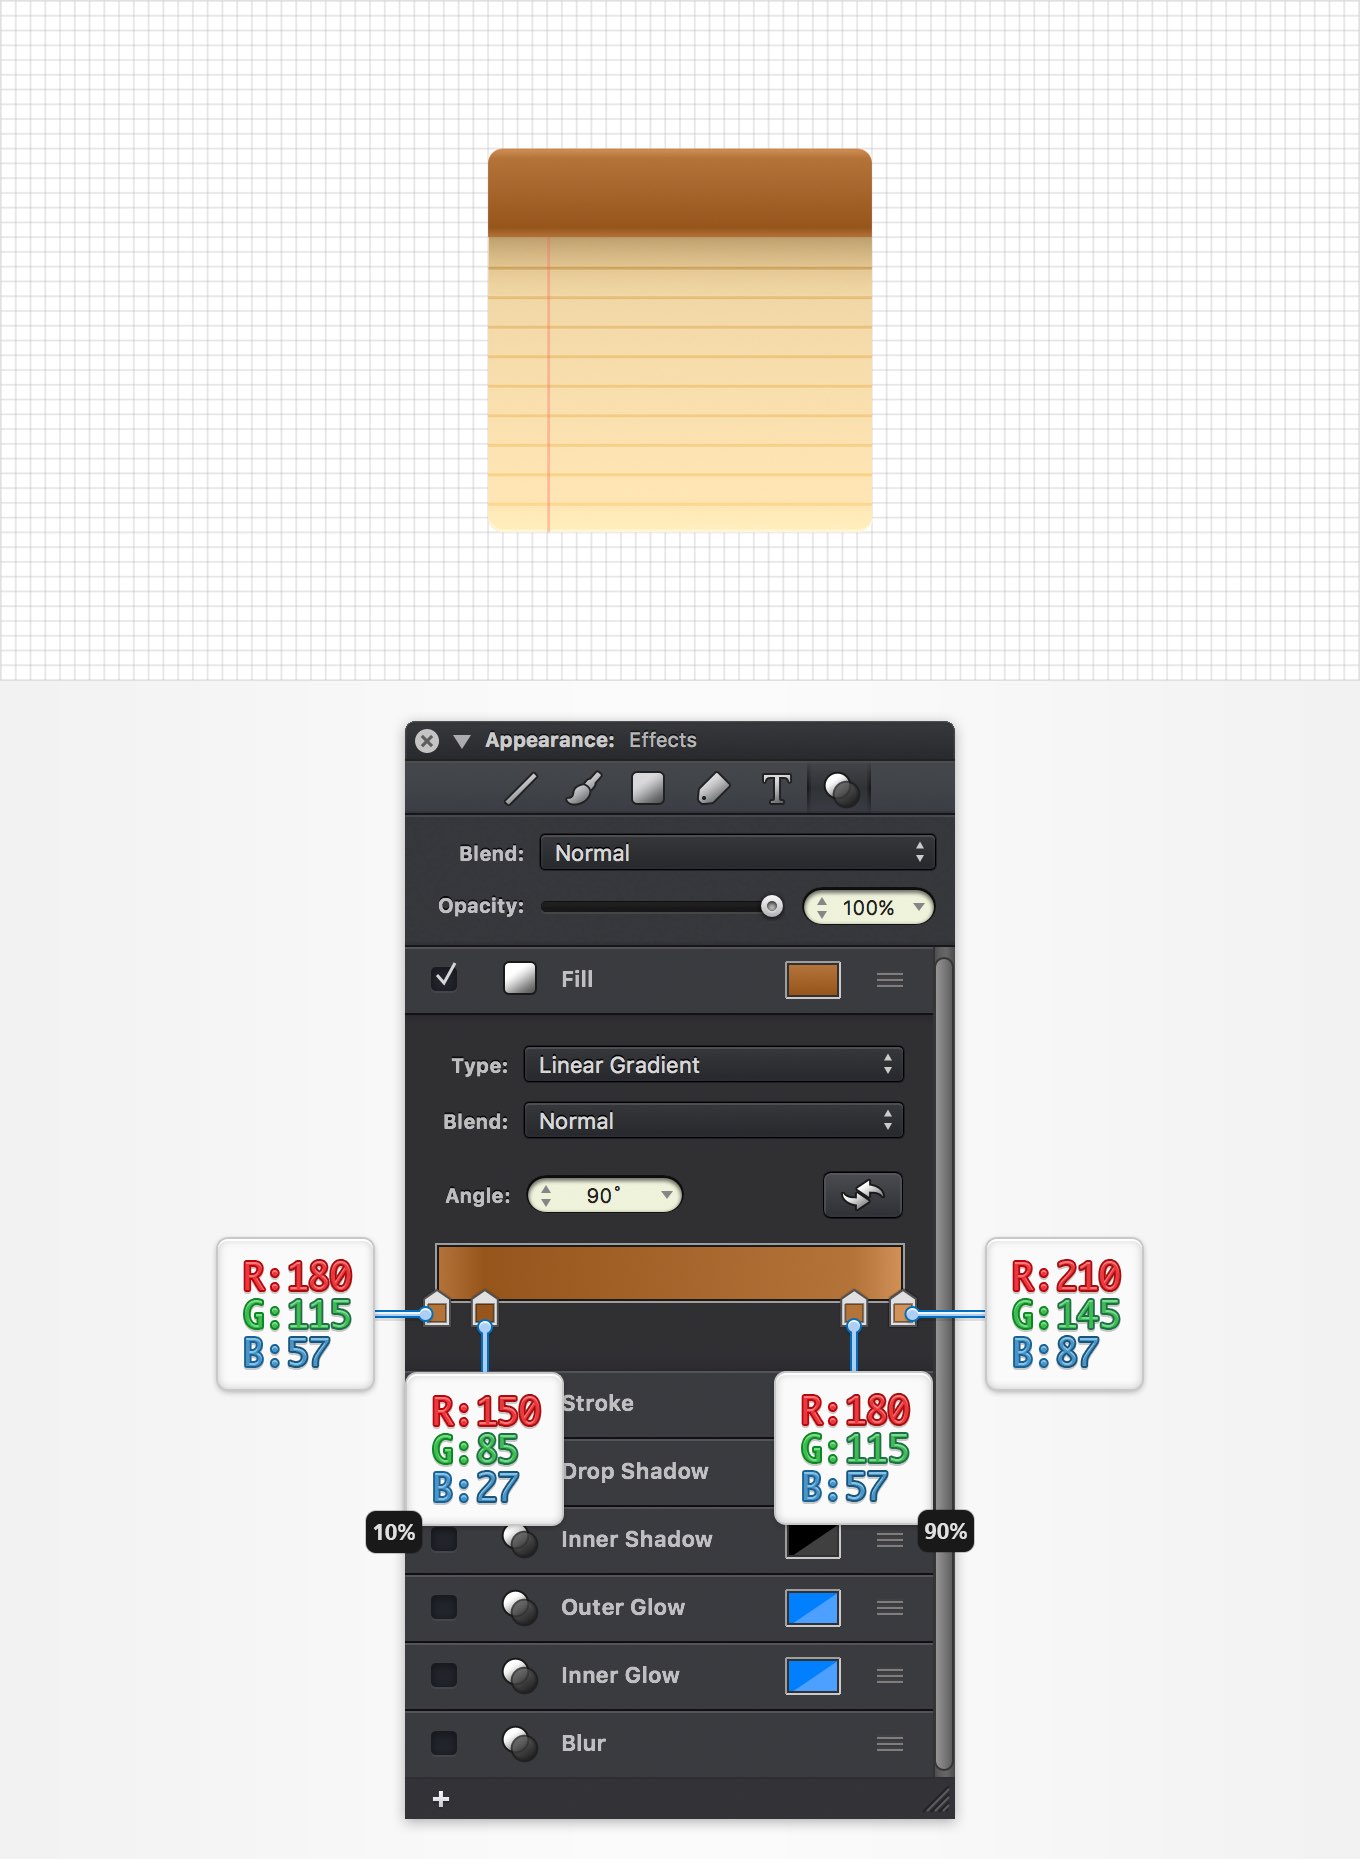 Appearance: Effects
T
Blend: Normal
Opacity: 100%
Fill
Type: Linear Gradient
Blend: Normal
Angle: 90°
R:180
G:115
B:57
R:210
G:145
B:87
R:150
G:85
B:27
10%
R:180
G:115
B:57
90%
Stroke
Drop Shadow
Inner Shadow
Outer Glow
Inner Glow
Blur
+